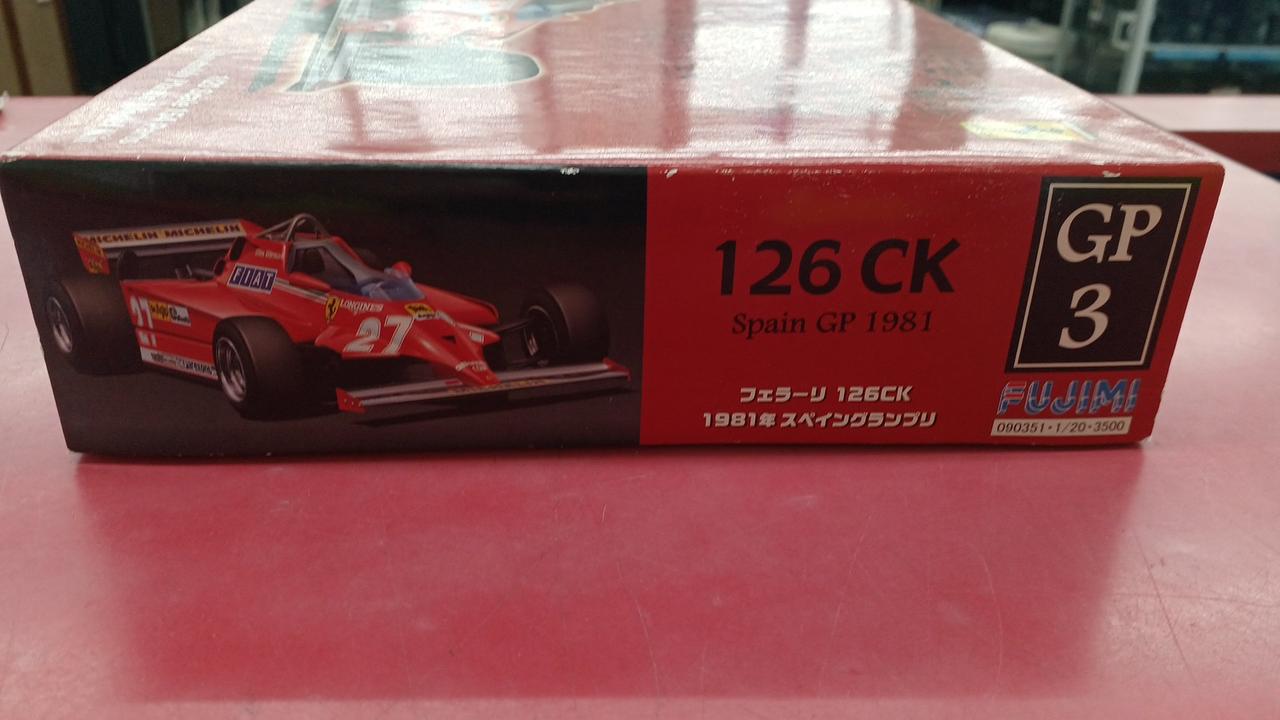 MICHELIN MICHELIN
FIAT
LONGINES
27
126 CK
Spain GP 1981
フェラーリ 126CK
1981年 スペイングランプリ
GP
3
FUJIMI
090351・1/20・3500